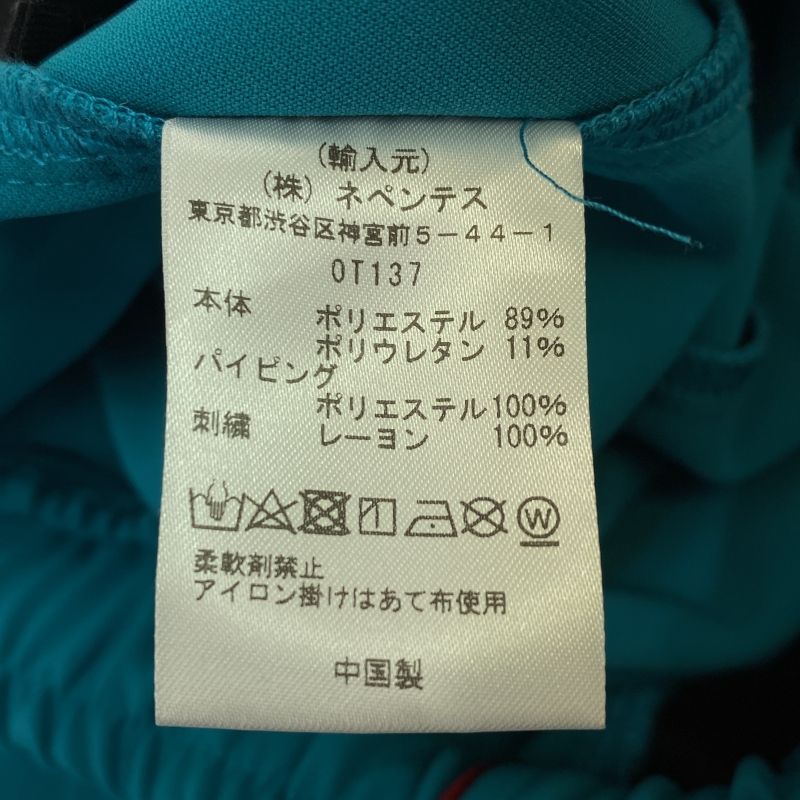 (輸入元)
(株) ネペンテス
東京都渋谷区神宮前5-44-1
0T137
本体 ポリエステル 89%
ポリウレタン 11%
パイピング
ポリエステル100%
刺繍 レーヨン 100%
W
柔軟剤禁止
アイロン掛けはあて布使用
中国製